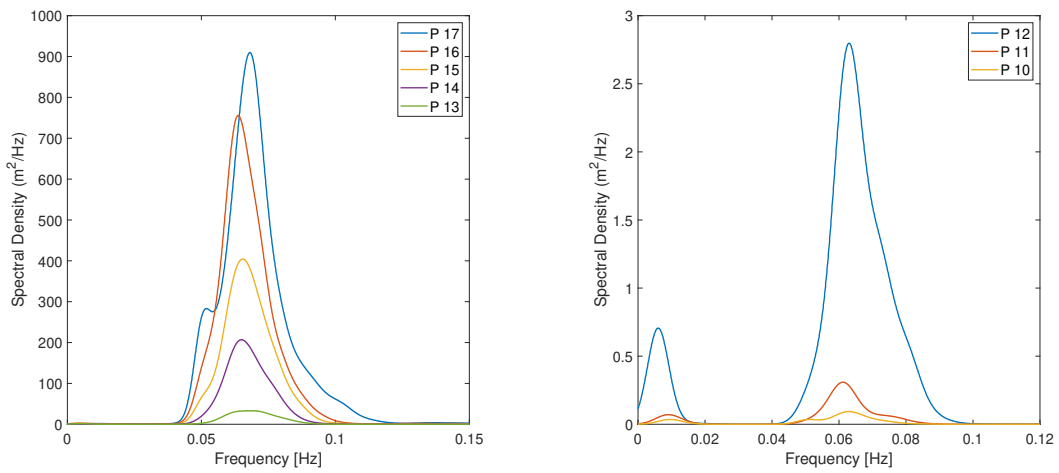 1000
900
800
700
600
500
400
300
200
100
0
Spectral Density (m²/Hz)
0
0.05
0.1
0.15
Frequency [Hz]
P 17
P 16
P 15
P 14
P 13
3
2.5
2
1.5
1
0.5
0
Spectral Density (m²/Hz)
0
0.02
0.04
0.06
0.08
0.1
0.12
Frequency [Hz]
P 12
P 11
P 10